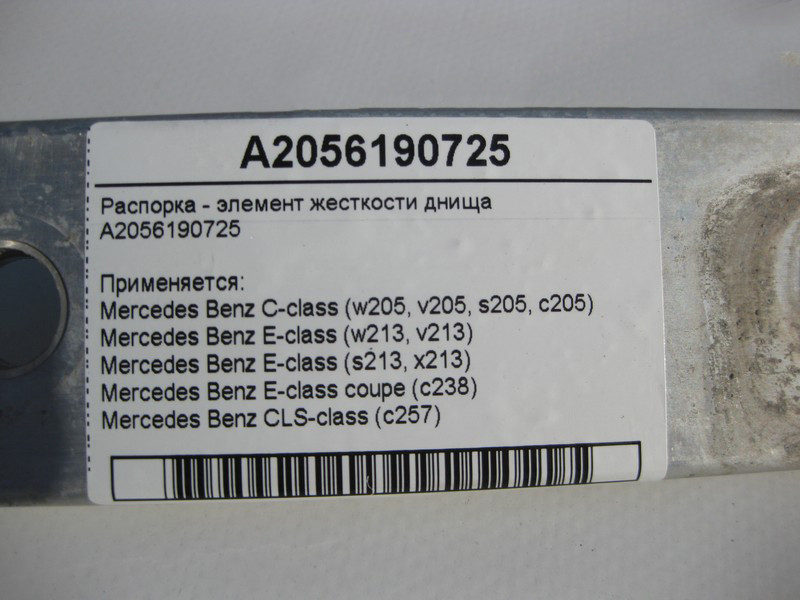 A2056190725
Распорка - элемент жесткости днища
A2056190725
Применяется:
Mercedes Benz C-class (w205, v205, s205, c205)
Mercedes Benz E-class (w213, v213)
Mercedes Benz E-class (s213, x213)
Mercedes Benz E-class coupe (c238)
Mercedes Benz CLS-class (c257)